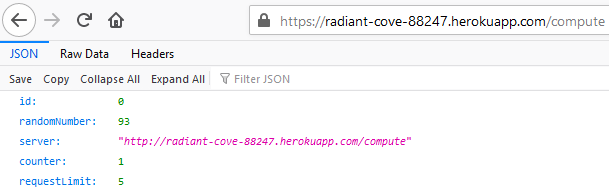 https://radiant-cove-88247.herokuapp.com/compute
JSON Raw Data Headers
Save Copy Collapse All Expand All Filter JSON
id: 0
randomNumber: 93
server: "http://radiant-cove-88247.herokuapp.com/compute"
counter: 1
requestLimit: 5